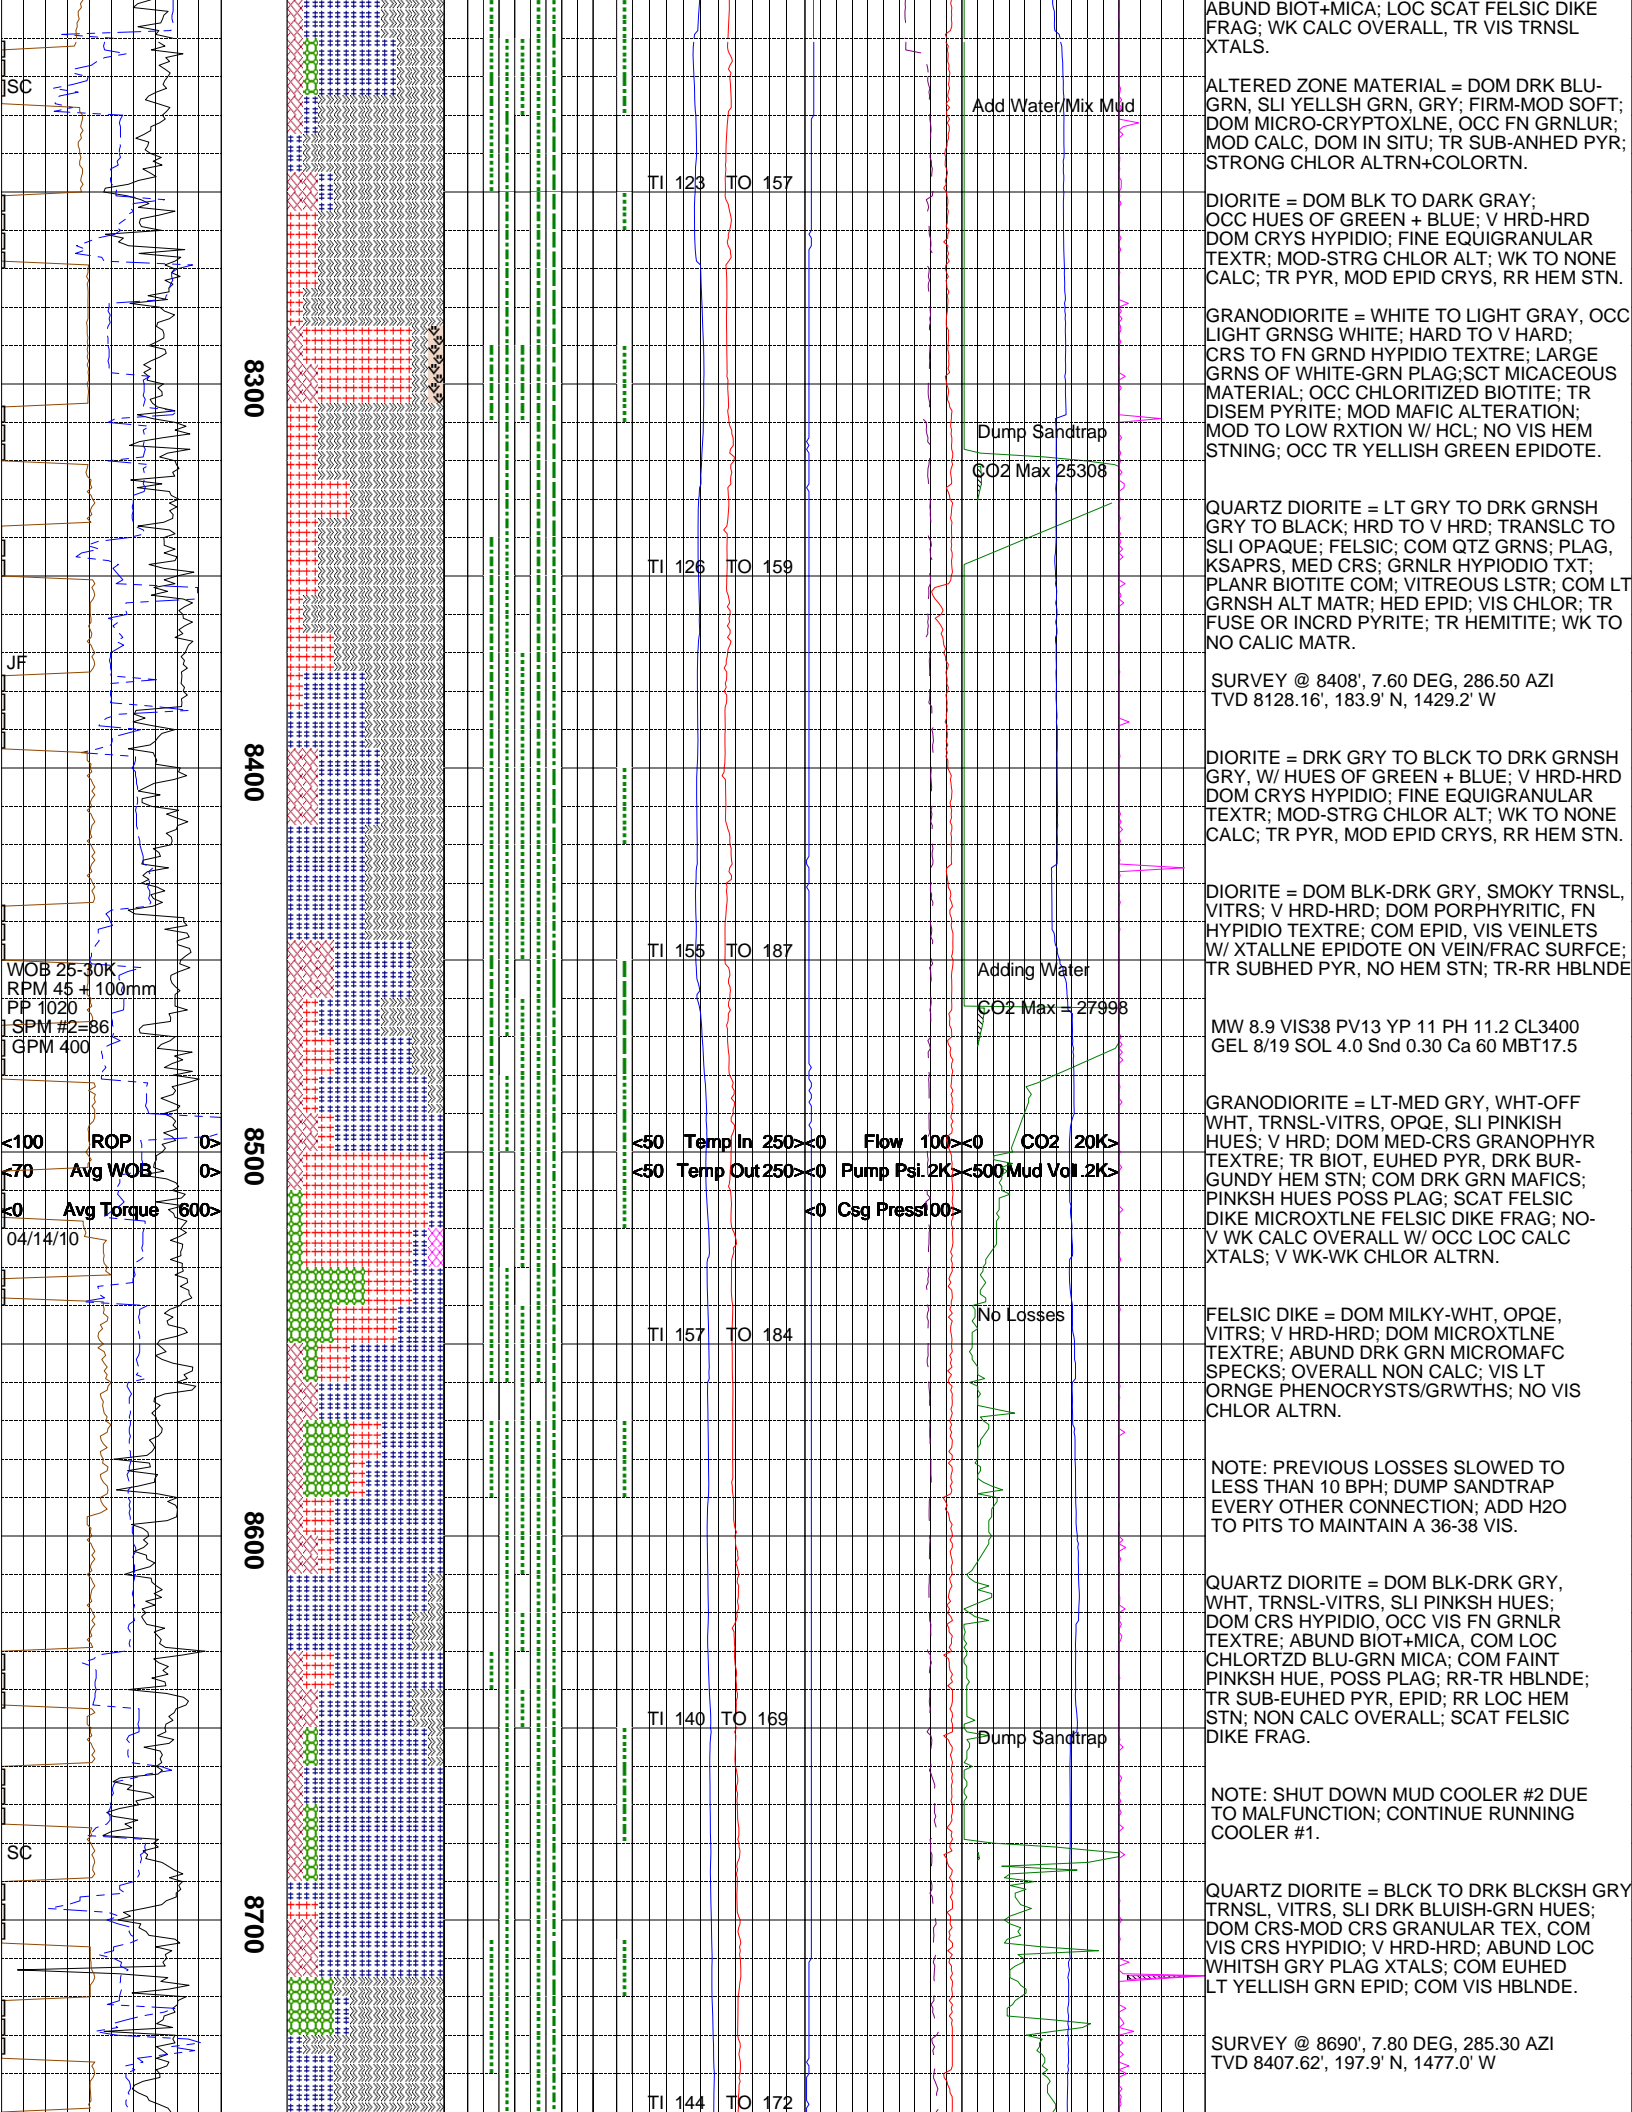 SC
JF
WOB 25-30K
RPM 45 + 100mm
PP 1020
SPM #2=86
GPM 400
<100 ROP 0>
<70 Avg WOB 0>
<0 Avg Torque 600>
04/14/10
SC
8300
8400
8500
8600
8700
TI 123 TO 157
TI 126 TO 159
TI 155 TO 187
<50 Temp In 250>
<50 Temp Out 250>
TI 157 TO 184
TI 140 TO 169
TI 144 TO 172
<0 Flow 100>
<0 Pump Psi .2K>
<0 Csg Press 100>
Add Water/Mix Mud
Dump Sandtrap
CO2 Max 25308
Adding Water
CO2 Max = 27998
<0 CO2 20K>
<500 Mud Vol .2K>
No Losses
Dump Sandtrap
ABUND BIOT+MICA; LOC SCAT FELSIC DIKE
FRAG; WK CALC OVERALL, TR VIS TRNSL
XTALS.
ALTERED ZONE MATERIAL = DOM DRK BLU-
GRN, SLI YELLSH GRN, GRY; FIRM-MOD SOFT;
DOM MICRO-CRYPTOXLNE, OCC FN GRNLUR;
MOD CALC, DOM IN SITU; TR SUB-ANHED PYR;
STRONG CHLOR ALTRN+COLORTN.
DIORITE = DOM BLK TO DARK GRAY;
OCC HUES OF GREEN + BLUE; V HRD-HRD
DOM CRYS HYPIDIO; FINE EQUIGRANULAR
TEXTR; MOD-STRG CHLOR ALT; WK TO NONE
CALC; TR PYR, MOD EPID CRYS, RR HEM STN.
GRANODIORITE = WHITE TO LIGHT GRAY, OCC
LIGHT GRNSG WHITE; HARD TO V HARD;
CRS TO FN GRND HYPIDIO TEXTRE; LARGE
GRNS OF WHITE-GRN PLAG;SCT MICACEOUS
MATERIAL; OCC CHLORITIZED BIOTITE; TR
DISEM PYRITE; MOD MAFIC ALTERATION;
MOD TO LOW RXTION W/ HCL; NO VIS HEM
STNING; OCC TR YELLISH GREEN EPIDOTE.
QUARTZ DIORITE = LT GRY TO DRK GRNSH
GRY TO BLACK; HRD TO V HRD; TRANSLC TO
SLI OPAQUE; FELSIC; COM QTZ GRNS; PLAG,
KSAPRS, MED CRS; GRNLR HYPIODIO TXT;
PLANR BIOTITE COM; VITREOUS LSTR; COM LT
GRNSH ALT MATR; HED EPID; VIS CHLOR; TR
FUSE OR INCRD PYRITE; TR HEMITITE; WK TO
NO CALIC MATR.
SURVEY @ 8408', 7.60 DEG, 286.50 AZI
TVD 8128.16', 183.9' N, 1429.2' W
DIORITE = DRK GRY TO BLCK TO DRK GRNSH
GRY, W/ HUES OF GREEN + BLUE; V HRD-HRD
DOM CRYS HYPIDIO; FINE EQUIGRANULAR
TEXTR; MOD-STRG CHLOR ALT; WK TO NONE
CALC; TR PYR, MOD EPID CRYS, RR HEM STN.
DIORITE = DOM BLK-DRK GRY, SMOKY TRNSL,
VITRS; V HRD-HRD; DOM PORPHYRITIC, FN
HYPIDIO TEXTRE; COM EPID, VIS VEINLETS
W/ XTALLNE EPIDOTE ON VEIN/FRAC SURFCE;
TR SUBHED PYR, NO HEM STN; TR-RR HBLNDE
MW 8.9 VIS38 PV13 YP 11 PH 11.2 CL3400
GEL 8/19 SOL 4.0 Snd 0.30 Ca 60 MBT17.5
GRANODIORITE = LT-MED GRY, WHT-OFF
WHT, TRNSL-VITRS, OPQE, SLI PINKISH
HUES; V HRD; DOM MED-CRS GRANOPHYR
TEXTRE; TR BIOT, EUHED PYR, DRK BUR-
GUNDY HEM STN; COM DRK GRN MAFICS;
PINKSH HUES POSS PLAG; SCAT FELSIC
DIKE MICROXTLNE FELSIC DIKE FRAG; NO-
V WK CALC OVERALL W/ OCC LOC CALC
XTALS; V WK-WK CHLOR ALTRN.
FELSIC DIKE = DOM MILKY-WHT, OPQE,
VITRS; V HRD-HRD; DOM MICROXTLNE
TEXTRE; ABUND DRK GRN MICROMAFC
SPECKS; OVERALL NON CALC; VIS LT
ORNGE PHENOCRYSTS/GRWTHS; NO VIS
CHLOR ALTRN.
NOTE: PREVIOUS LOSSES SLOWED TO
LESS THAN 10 BPH; DUMP SANDTRAP
EVERY OTHER CONNECTION; ADD H2O
TO PITS TO MAINTAIN A 36-38 VIS.
QUARTZ DIORITE = DOM BLK-DRK GRY,
WHT, TRNSL-VITRS, SLI PINKSH HUES;
DOM CRS HYPIDIO, OCC VIS FN GRNLR
TEXTRE; ABUND BIOT+MICA, COM LOC
CHLORTZD BLU-GRN MICA; COM FAINT
PINKSH HUE, POSS PLAG; RR-TR HBLNDE;
TR SUB-EUHED PYR, EPID; RR LOC HEM
STN; NON CALC OVERALL; SCAT FELSIC
DIKE FRAG.
NOTE: SHUT DOWN MUD COOLER #2 DUE
TO MALFUNCTION; CONTINUE RUNNING
COOLER #1.
QUARTZ DIORITE = BLCK TO DRK BLCKSH GRY
TRNSL, VITRS, SLI DRK BLUISH-GRN HUES;
DOM CRS-MOD CRS GRANULAR TEX, COM
VIS CRS HYPIDIO; V HRD-HRD; ABUND LOC
WHITSH GRY PLAG XTALS; COM EUHED
LT YELLISH GRN EPID; COM VIS HBLNDE.
SURVEY @ 8690', 7.80 DEG, 285.30 AZI
TVD 8407.62', 197.9' N, 1477.0' W